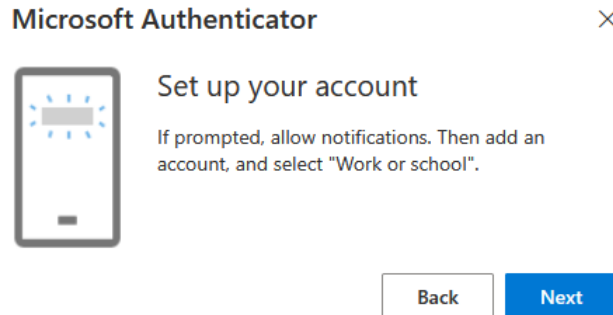 Microsoft Authenticator
Set up your account
If prompted, allow notifications. Then add an
account, and select "Work or school".
Back Next